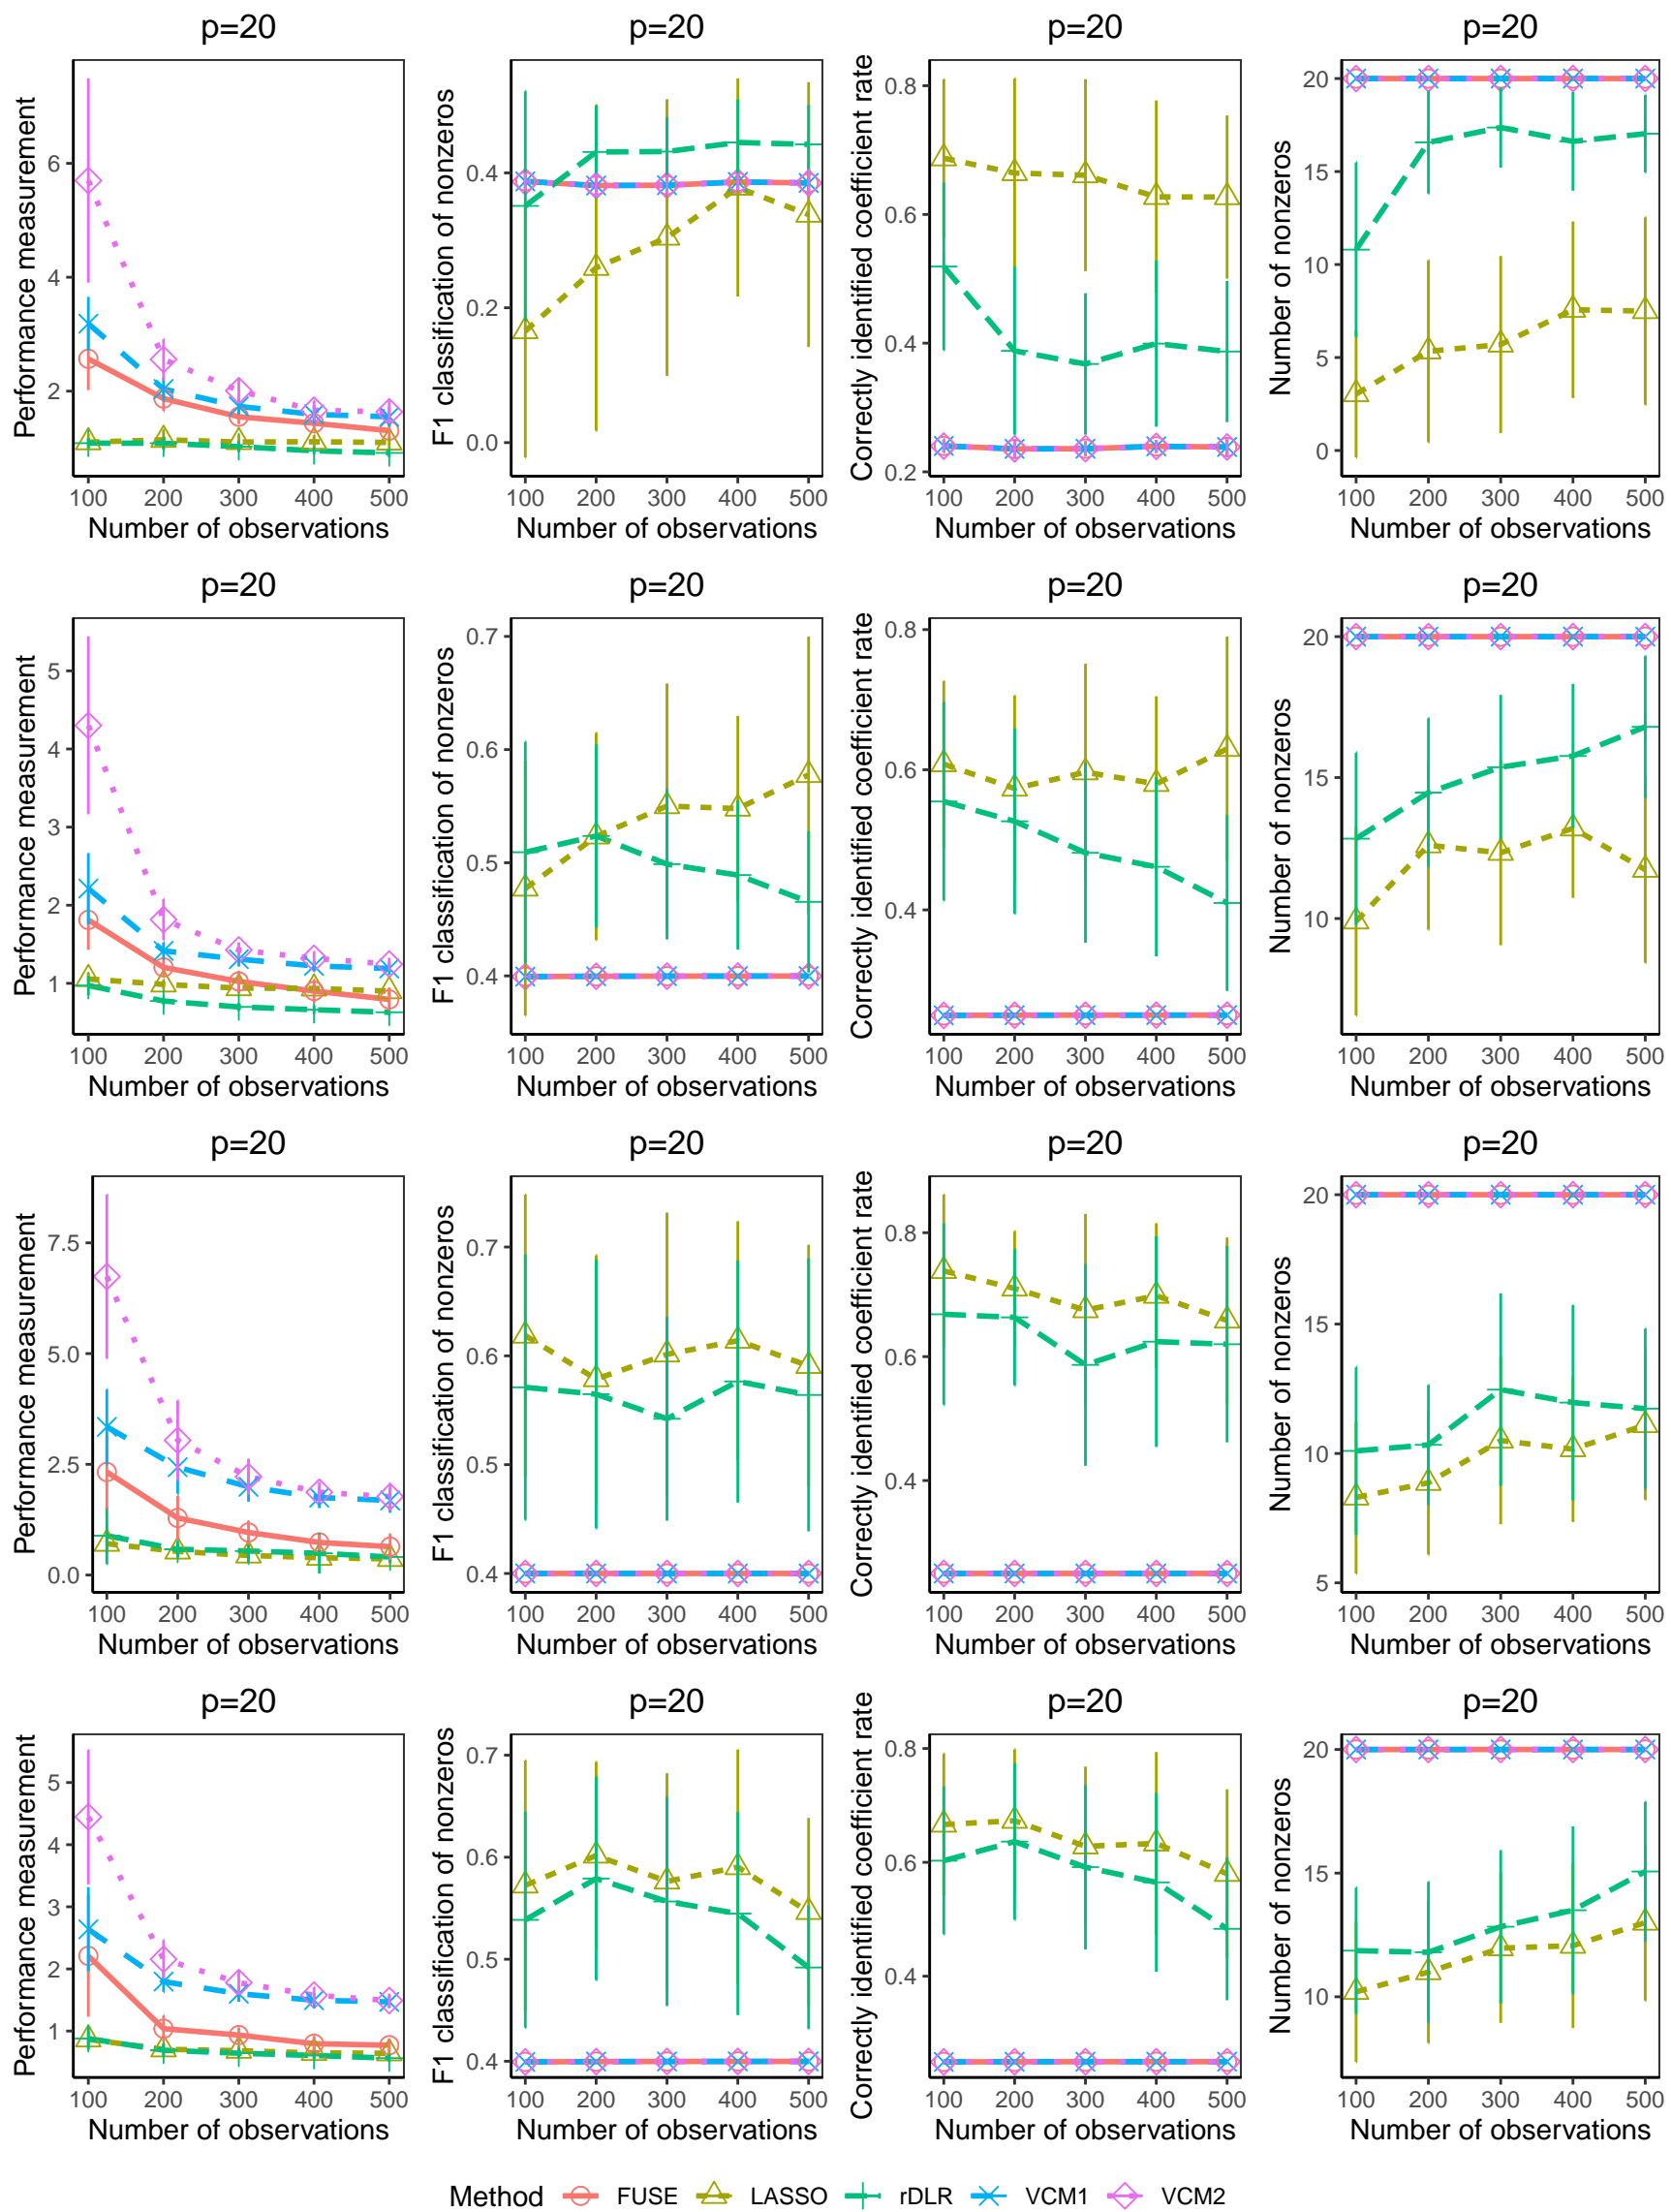 p=20 p=20 p=20 p=20
Performance measurement
6
4
2
100 200 300 400 500
Number of observations
F1 classification of nonzeros
0.4
0.2
0.0
100 200 300 400 500
Number of observations
Correctly identified coefficient rate
0.8
0.6
0.4
0.2
100 200 300 400 500
Number of observations
Number of nonzeros
20
15
10
5
0
100 200 300 400 500
Number of observations
p=20 p=20 p=20 p=20
Performance measurement
5
4
3
2
1
100 200 300 400 500
Number of observations
F1 classification of nonzeros
0.7
0.6
0.5
0.4
100 200 300 400 500
Number of observations
Correctly identified coefficient rate
0.8
0.6
0.4
100 200 300 400 500
Number of observations
Number of nonzeros
20
15
10
100 200 300 400 500
Number of observations
p=20 p=20 p=20 p=20
Performance measurement
7.5
5.0
2.5
0.0
100 200 300 400 500
Number of observations
F1 classification of nonzeros
0.7
0.6
0.5
0.4
100 200 300 400 500
Number of observations
Correctly identified coefficient rate
0.8
0.6
0.4
100 200 300 400 500
Number of observations
Number of nonzeros
20
15
10
5
100 200 300 400 500
Number of observations
p=20 p=20 p=20 p=20
Performance measurement
5
4
3
2
1
100 200 300 400 500
Number of observations
F1 classification of nonzeros
0.7
0.6
0.5
0.4
100 200 300 400 500
Number of observations
Correctly identified coefficient rate
0.8
0.6
0.4
100 200 300 400 500
Number of observations
Number of nonzeros
20
15
10
100 200 300 400 500
Number of observations
Method FUSE LASSO rDLR VCM1 VCM2